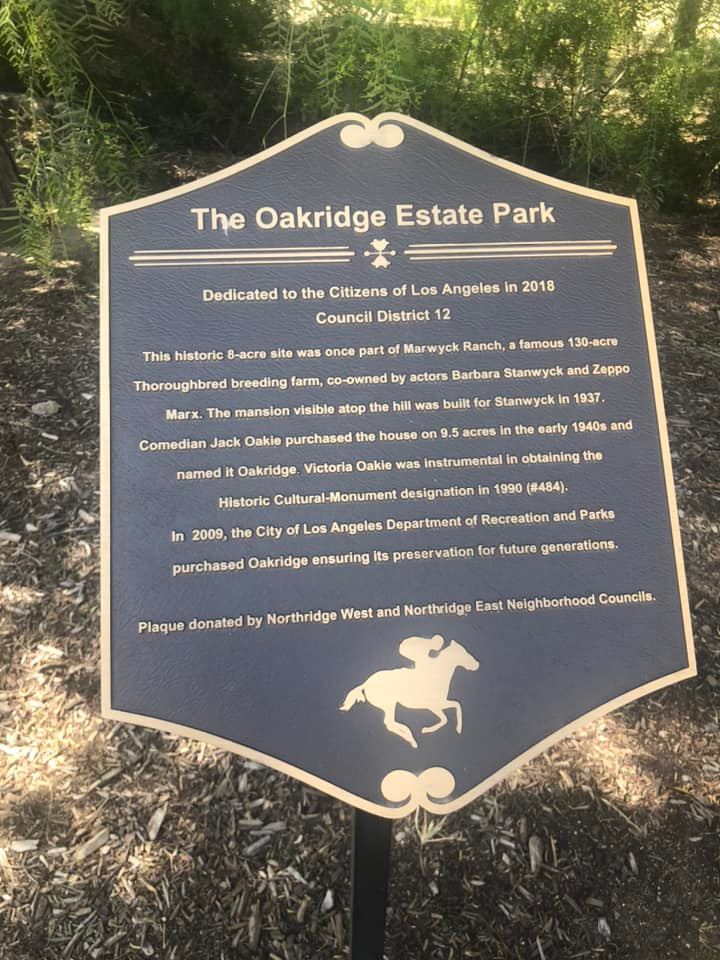 The Oakridge Estate Park
Dedicated to the Citizens of Los Angeles in 2018
Council District 12
This historic 8-acre site was once part of Marwyck Ranch, a famous 130-acre
Thoroughbred breeding farm, co-owned by actors Barbara Stanwyck and Zeppo
Marx. The mansion visible atop the hill was built for Stanwyck in 1937.
Comedian Jack Oakie purchased the house on 9.5 acres in the early 1940s and
named it Oakridge. Victoria Oakie was instrumental in obtaining the
Historic Cultural-Monument designation in 1990 (#484).
In 2009, the City of Los Angeles Department of Recreation and Parks
purchased Oakridge ensuring its preservation for future generations.
Plaque donated by Northridge West and Northridge East Neighborhood Councils.